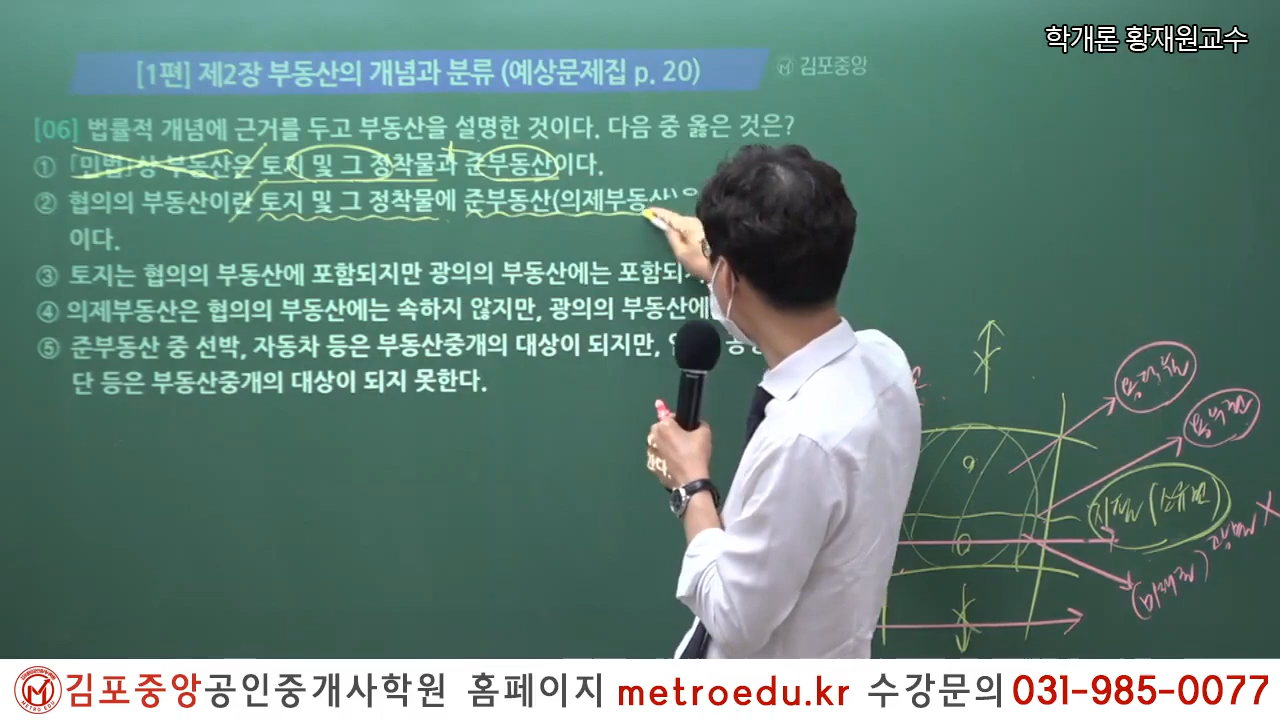 학개론 황재원교수
[1편] 제2장 부동산의 개념과 분류 (예상문제집 p. 20)
김포중앙
[06] 법률적 개념에 근거를 두고 부동산을 설명한 것이다. 다음 중 옳은 것은?
① 「민법」상 부동산은 토지 및 그 정착물과 준부동산이다.
② 협의의 부동산이란 토지 및 그 정착물에 준부동산(의제부동산)을
이다.
③ 토지는 협의의 부동산에 포함되지만 광의의 부동산에는 포함되지
④ 의제부동산은 협의의 부동산에는 속하지 않지만, 광의의 부동산에
⑤ 준부동산 중 선박, 자동차 등은 부동산중개의 대상이 되지만,
단 등은 부동산중개의 대상이 되지 못한다.
김포중앙공인중개사학원 홈페이지 metroedu.kr 수강문의 031-985-0077